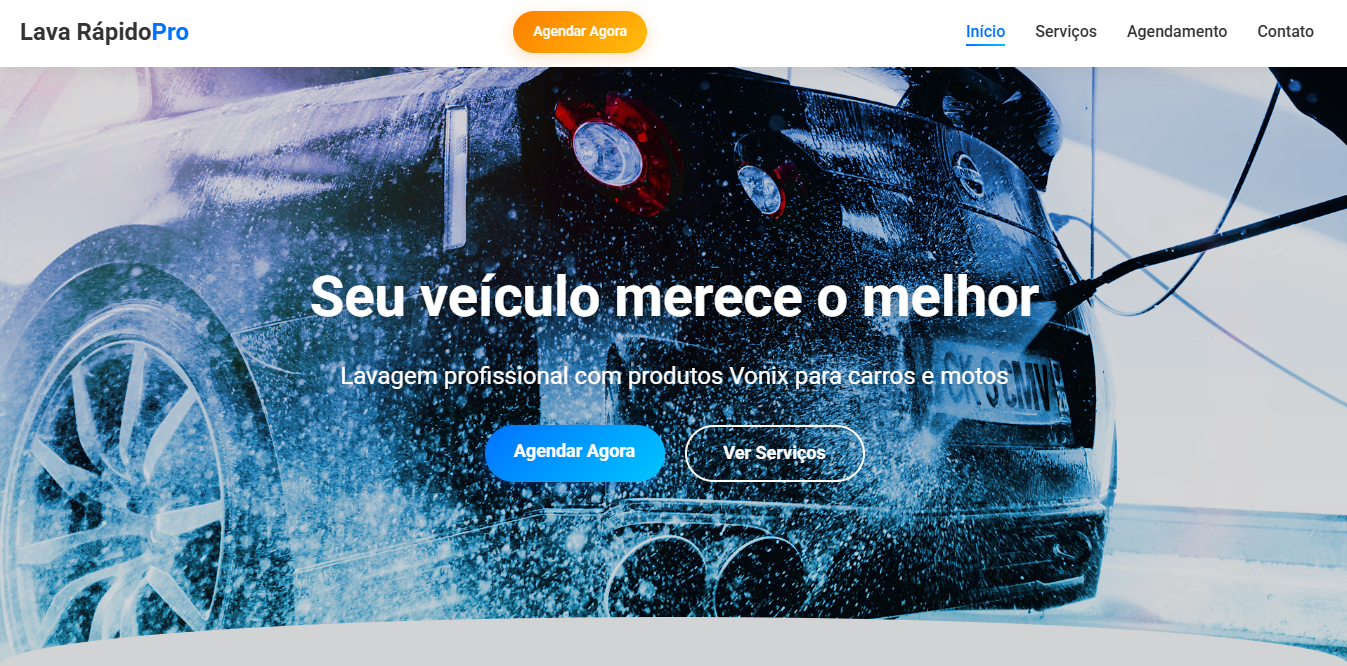 Lava RápidoPro
Agendar Agora
Início
Serviços
Agendamento
Contato
Seu veículo merece o melhor
Lavagem profissional com produtos Vonix para carros e motos
Agendar Agora
Ver Serviços